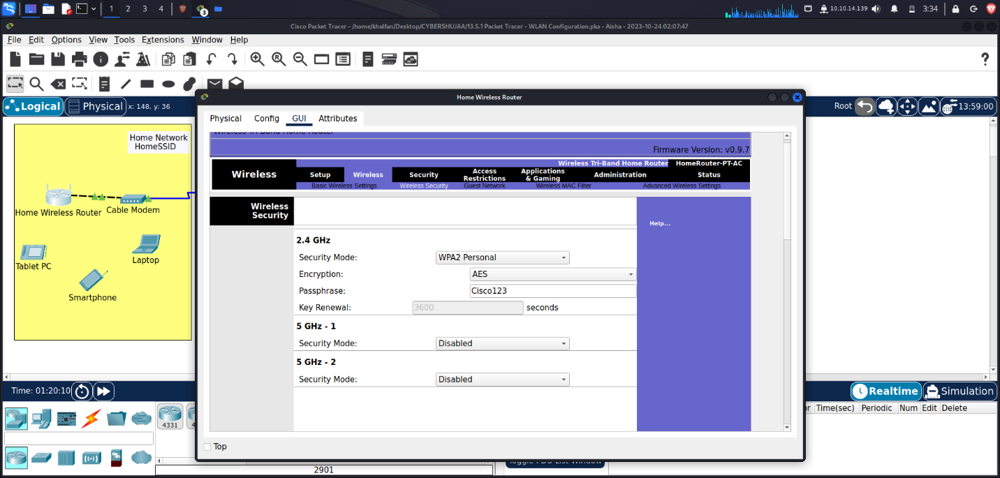 1 2 3 4 3 10.10.14.139 3:34
Cisco Packet Tracer - /home/khalfan/Desktop/CYBERSHUJAA/13.5.1 Packet Tracer - WLAN Configuration.pka - Aisha - 2023-10-24 02:07:47
File Edit Options View Tools Extensions Window Help
?
Home Wireless Router
Logical Physical x: 148, y: 36 Root 13:59:00
Physical Config GUI Attributes
Wireless Tri-Band Home Router
Firmware Version: v0.9.7
Wireless Tri-Band Home Router HomeRouter-PT-AC
Wireless
Setup Wireless Security Access Restrictions Applications & Gaming Administration Status
Basic Wireless Settings Wireless Security Guest Network Wireless MAC Filter Advanced Wireless Settings
Wireless
Security
Help...
2.4 GHz
Security Mode: WPA2 Personal
Encryption: AES
Passphrase: Cisco123
Key Renewal: 3600 seconds
5 GHz - 1
Security Mode: Disabled
5 GHz - 2
Security Mode: Disabled
Top
Home Network
HomeSSID
Home Wireless Router
Cable Modem
Tablet PC
Laptop
Smartphone
Time: 01:20:10 Realtime Simulation
4331
Time(sec) Periodic Num Edit Delete
2901
Toggle PDU List Window